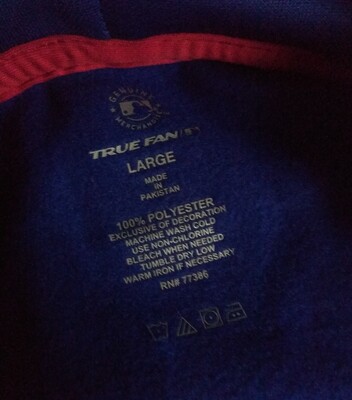 GENUINE
MERCHANDISE
TRUE FAN
LARGE
MADE
IN
PAKISTAN
100% POLYESTER
EXCLUSIVE OF DECORATION
MACHINE WASH COLD
USE NON-CHLORINE
BLEACH WHEN NEEDED
TUMBLE DRY LOW
WARM IRON IF NECESSARY
RN# 77386